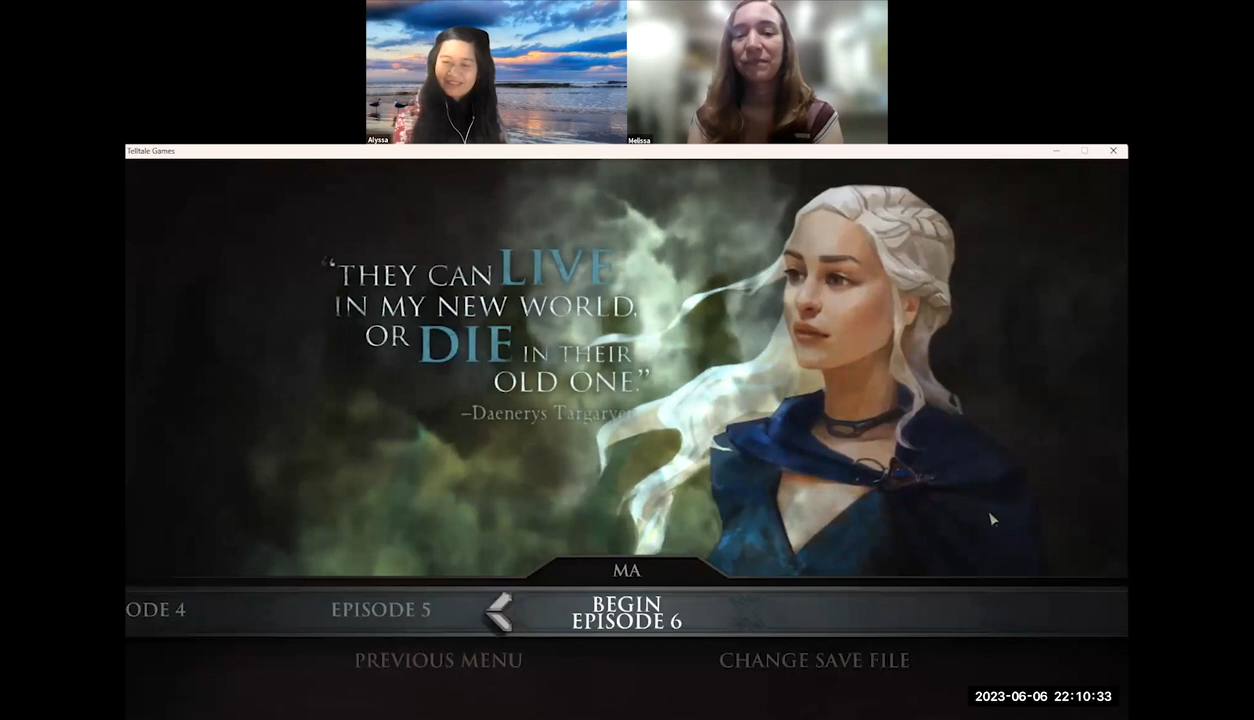 Alyssa
Melissa
Telltale Games
“THEY CAN LIVE
IN MY NEW WORLD,
OR DIE IN THEIR
OLD ONE.”
–Daenerys Targaryen
MA
ODE 4
EPISODE 5
BEGIN
EPISODE 6
PREVIOUS MENU
CHANGE SAVE FILE
2023-06-06 22:10:33